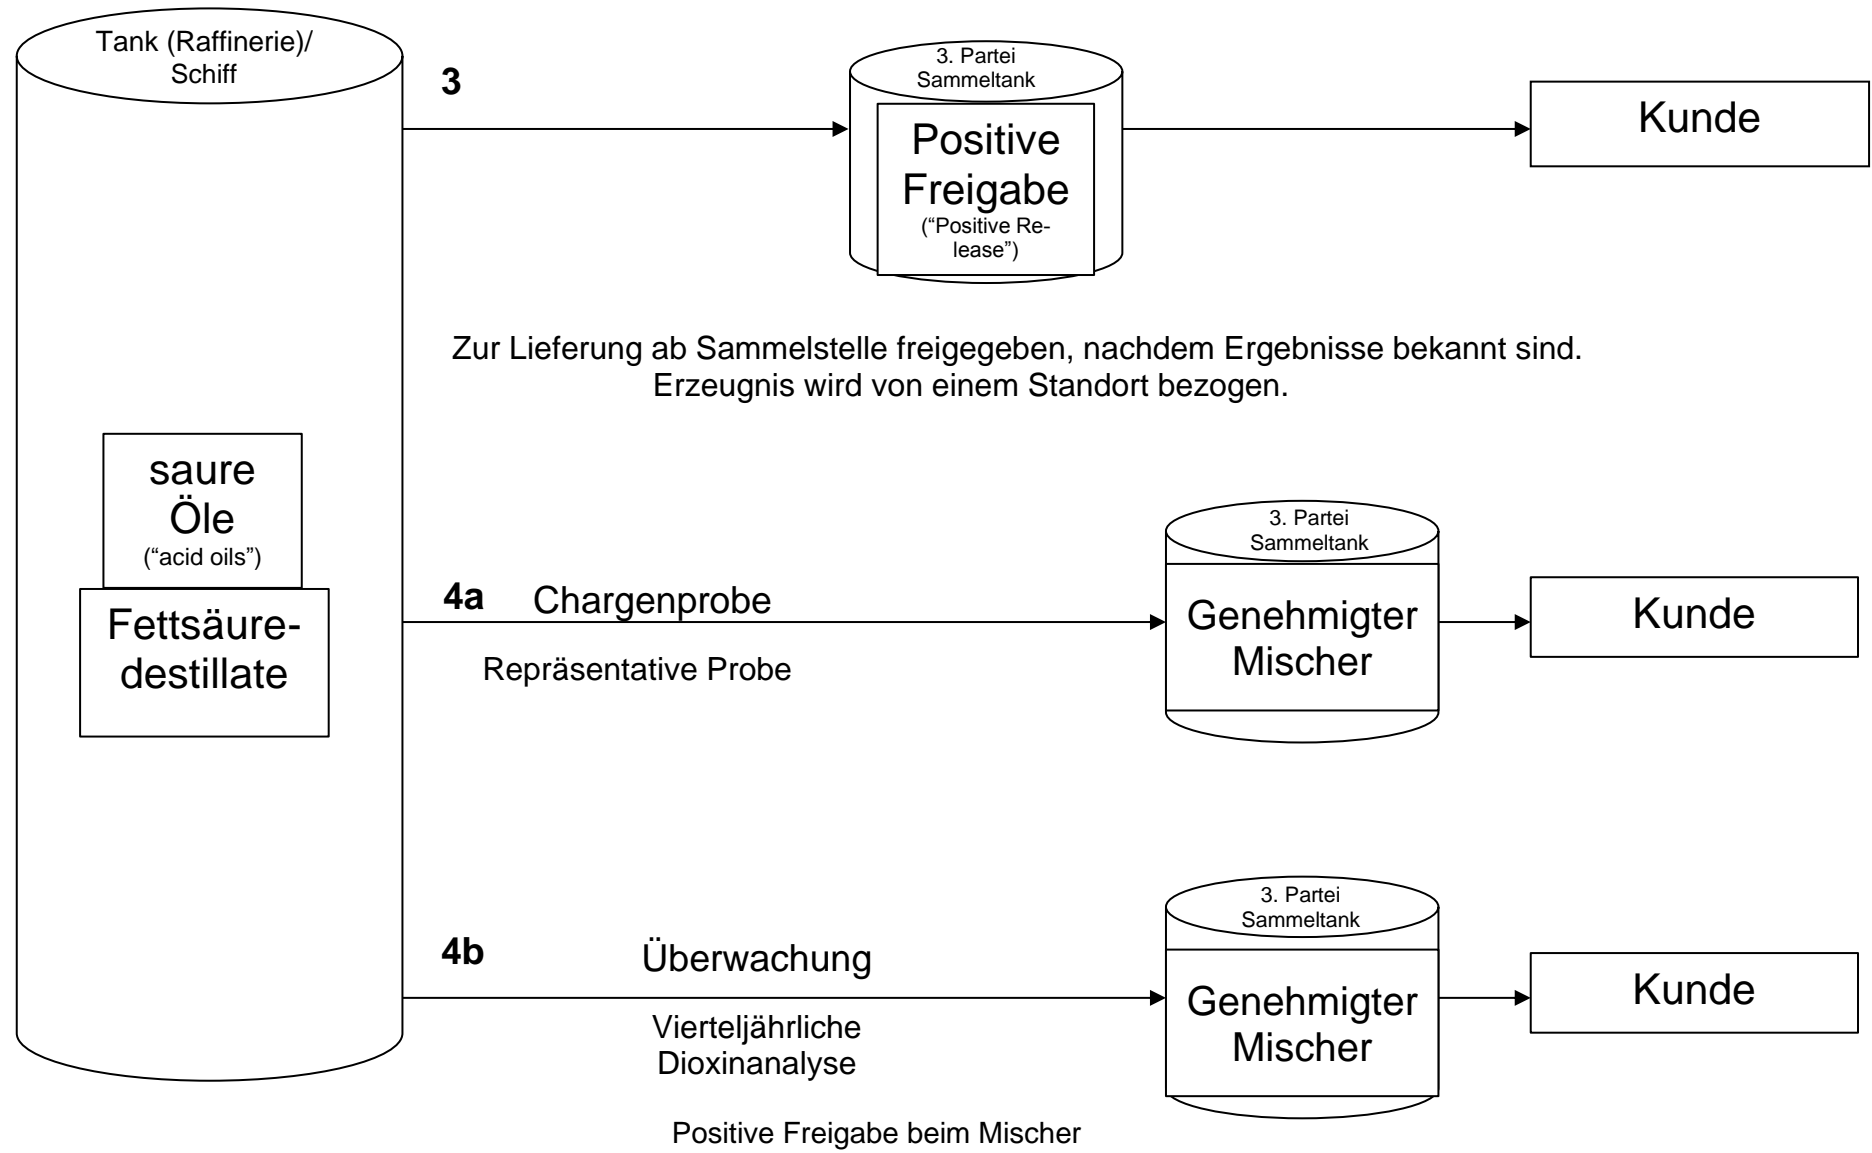 Tank (Raffinerie)/
Schiff
3
3. Partei
Sammeltank
Positive
Freigabe
(“Positive Re-
lease”)
Kunde
Zur Lieferung ab Sammelstelle freigegeben, nachdem Ergebnisse bekannt sind.
Erzeugnis wird von einem Standort bezogen.
saure
Öle
(“acid oils”)
Fettsäure-
destillate
4a
Chargenprobe
Repräsentative Probe
3. Partei
Sammeltank
Genehmigter
Mischer
Kunde
4b
Überwachung
Vierteljährliche
Dioxinanalyse
Positive Freigabe beim Mischer
3. Partei
Sammeltank
Genehmigter
Mischer
Kunde